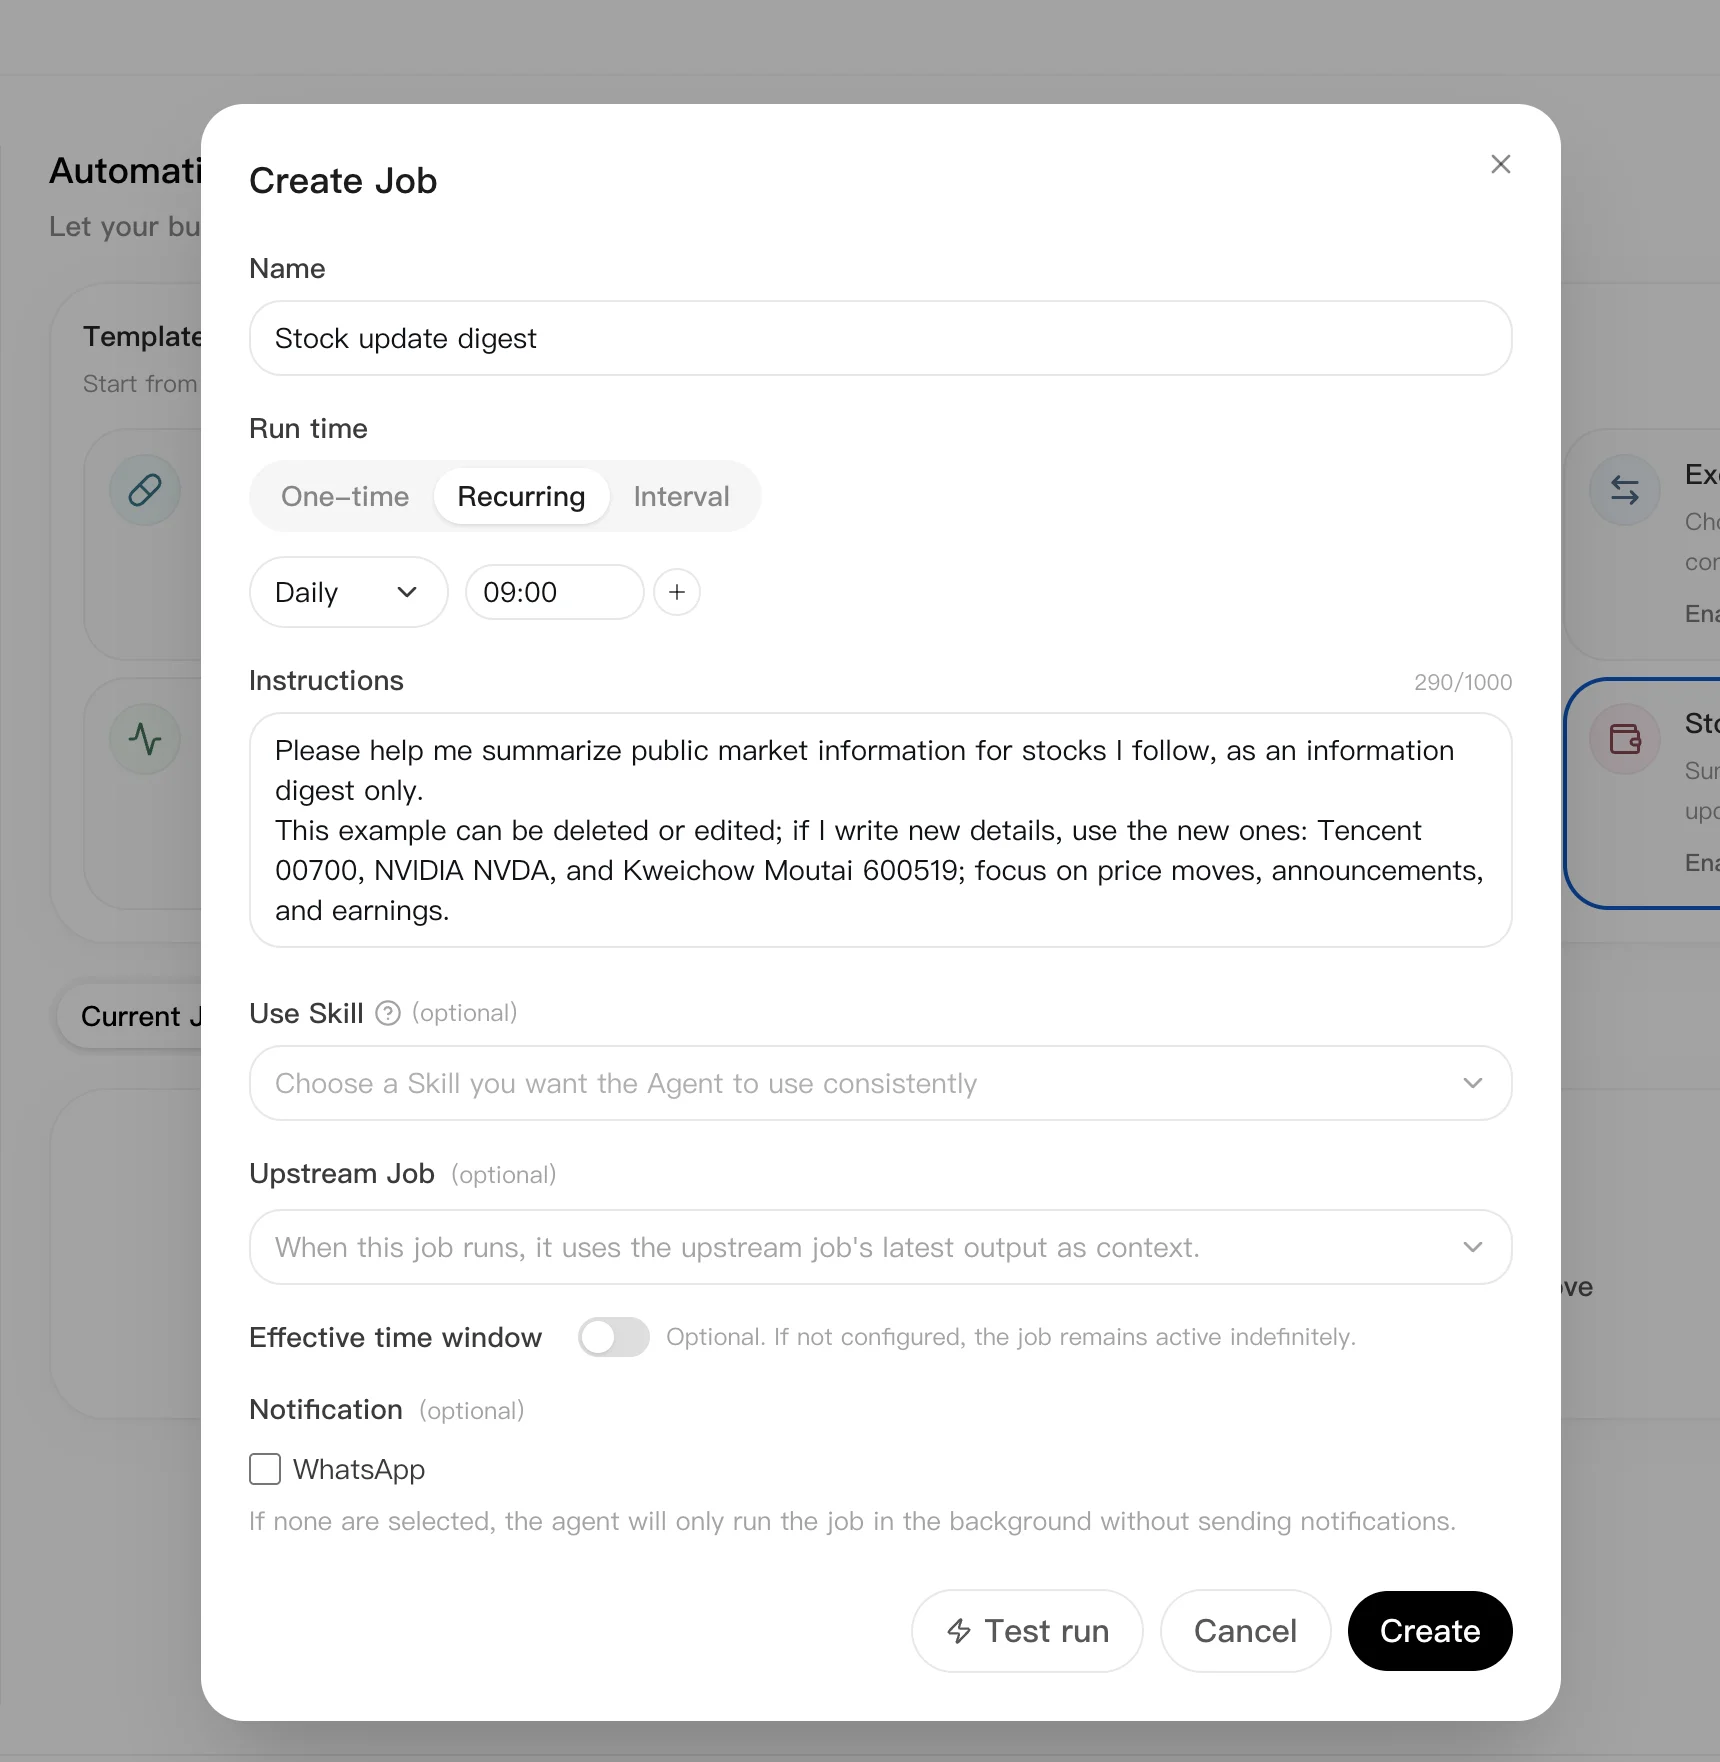 Automati
Let your bu
Template
Start from
Current J
Create Job
Name
Stock update digest
Run time
One-time Recurring Interval
Daily 09:00 +
Instructions 290/1000
Please help me summarize public market information for stocks I follow, as an information
digest only.
This example can be deleted or edited; if I write new details, use the new ones: Tencent
00700, NVIDIA NVDA, and Kweichow Moutai 600519; focus on price moves, announcements,
and earnings.
Use Skill ? (optional)
Choose a Skill you want the Agent to use consistently
Upstream Job (optional)
When this job runs, it uses the upstream job's latest output as context.
Effective time window Optional. If not configured, the job remains active indefinitely.
Notification (optional)
WhatsApp
If none are selected, the agent will only run the job in the background without sending notifications.
Test run Cancel Create
Exe
Cho
con
Ena
Sto
Sum
upd
Ena
ove